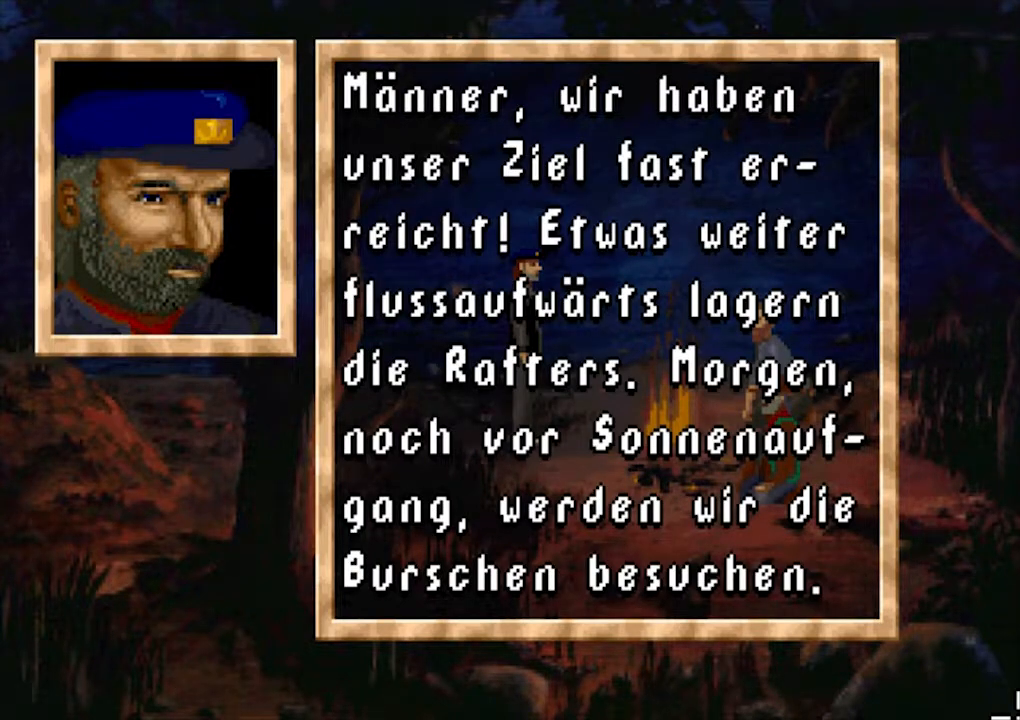 Männer, wir haben
unser Ziel fast er-
reicht! Etwas weiter
flussaufwärts lagern
die Rafters. Morgen,
noch vor Sonnenauf-
gang, werden wir die
Burschen besuchen.